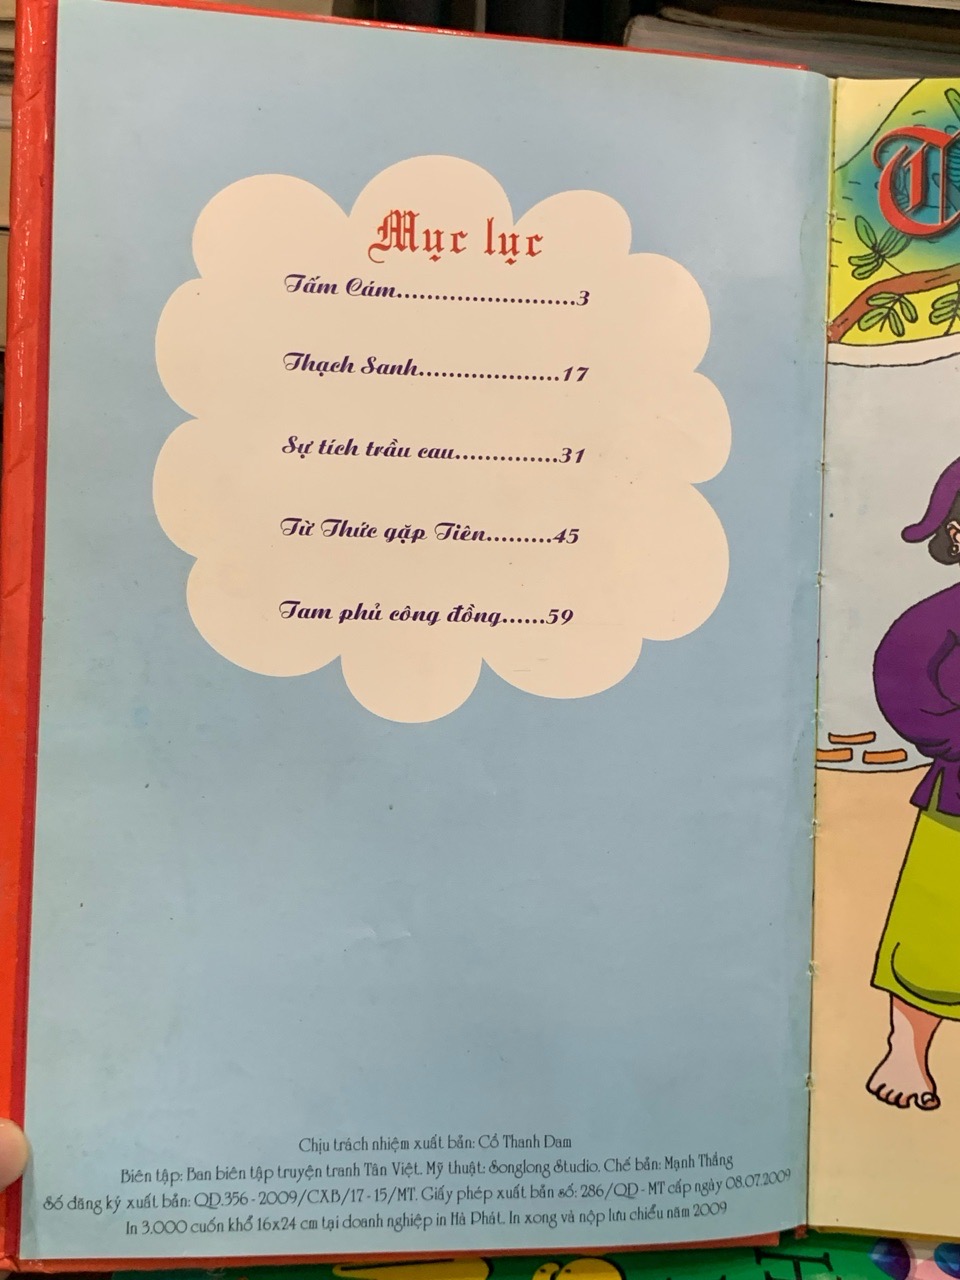 Mục lục
Tấm Cám........................3
Thạch Sanh...................17
Sự tích trầu cau..............31
Từ Thức gặp Tiên.........45
Tam phủ công đồng......59
Chịu trách nhiệm xuất bản: Cồ Thanh Đam
Biên tập: Ban biên tập truyện tranh Tân Việt. Mỹ thuật: Songlong Studio. Chế bản: Mạnh Thắng
Số đăng ký xuất bản: QD.356 - 2009/CXB/17 - 15/MT. Giấy phép xuất bản số: 286/QD - MT cấp ngày 08.07.2009
In 3.000 cuốn khổ 16x24 cm tại doanh nghiệp in Hà Phát. In xong và nộp lưu chiểu năm 2009
T